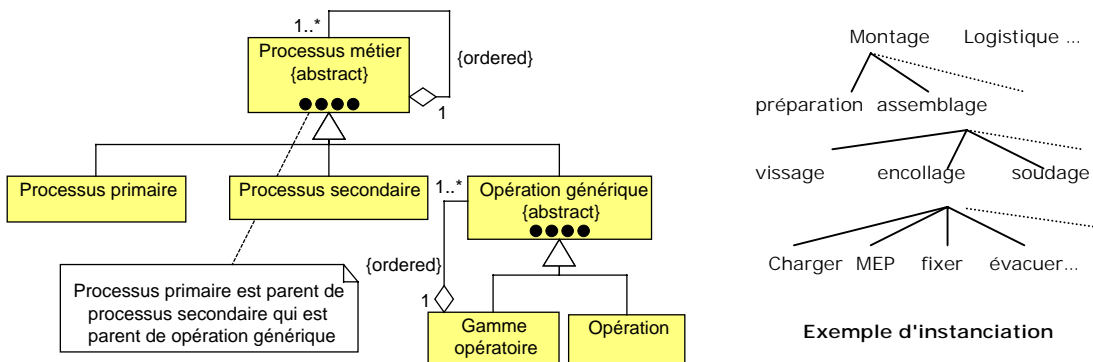 1..*
Processus métier
{abstract}
{ordered}
1
Processus primaire
Processus secondaire
1..*
Opération générique
{abstract}
{ordered}
1
Processus primaire est parent de
processus secondaire qui est
parent de opération générique
Gamme
opératoire
Opération
Montage Logistique ...
préparation assemblage
vissage encollage soudage
Charger MEP fixer évacuer...
Exemple d'instanciation